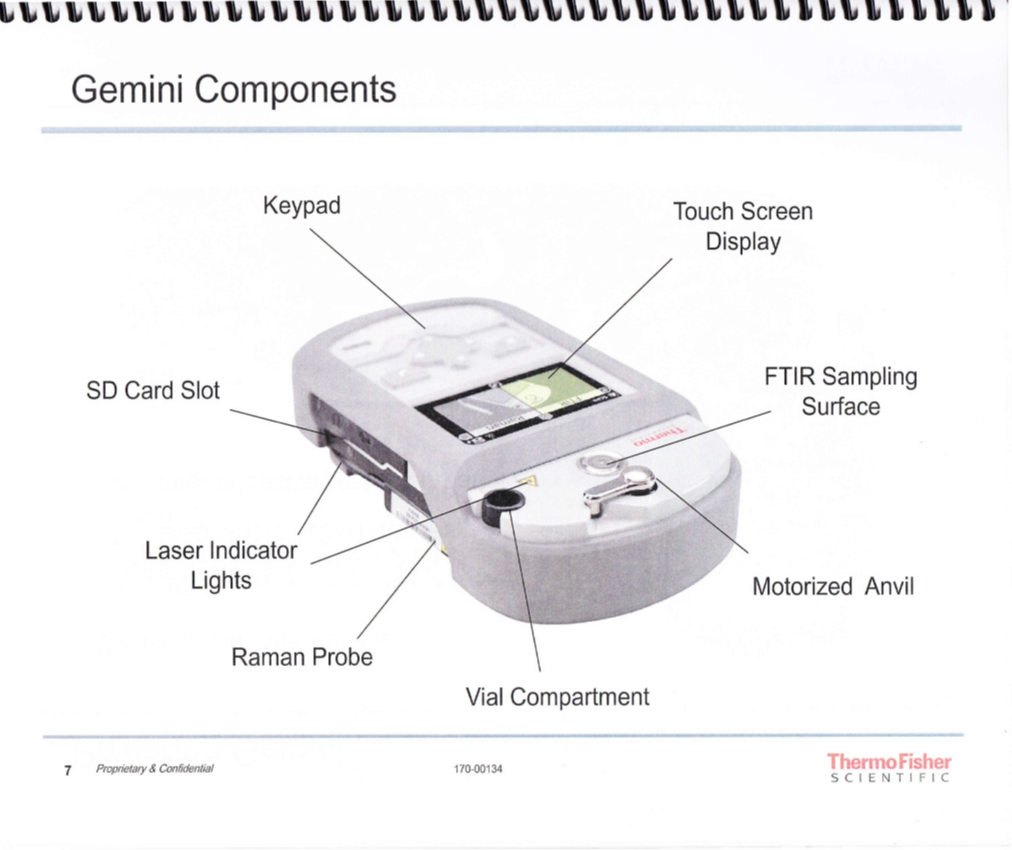 Gemini Components
Keypad
Touch Screen
Display
SD Card Slot
FTIR Sampling
Surface
Thermo
Laser Indicator
Lights
Motorized Anvil
Raman Probe
Vial Compartment
7 Proprietary & Confidential 170-00134
ThermoFisher
SCIENTIFIC